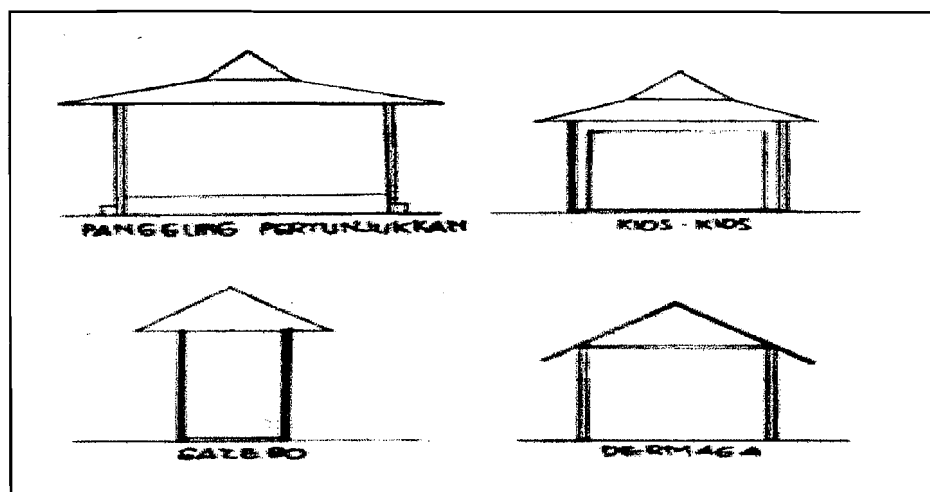 PANGGUNG PERTUNJUKKAN
KIOS - KIOS
GAZEBO
DERMAGA